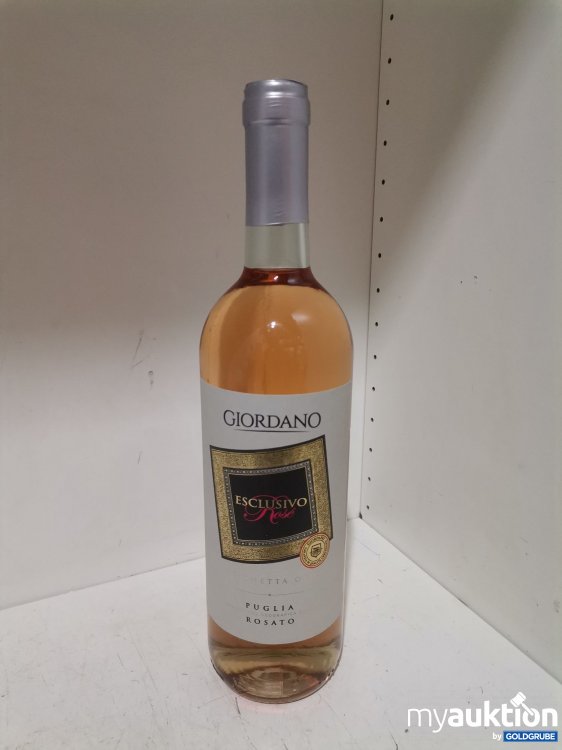 GIORDANO
ESCLUSIVO
Rosé
PUGLIA
ROSATO
myauktion
by GOLDGRUBE